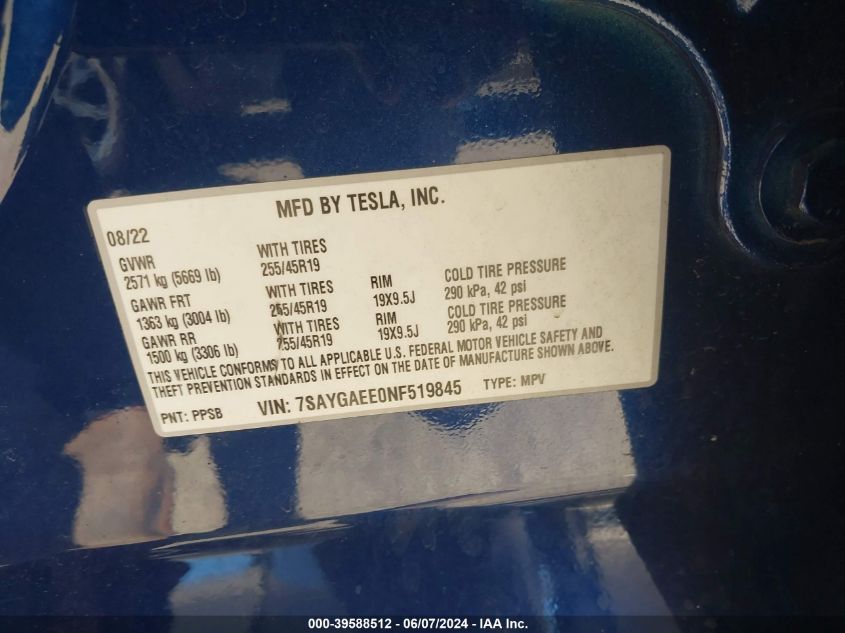 MFD BY TESLA, INC.
08/22
GVWR WITH TIRES
2571 kg (5669 lb) 255/45R19
GAWR FRT WITH TIRES RIM COLD TIRE PRESSURE
1363 kg (3004 lb) 255/45R19 19X9.5J 290 kPa, 42 psi
GAWR RR WITH TIRES RIM COLD TIRE PRESSURE
1500 kg (3306 lb) 255/45R19 19X9.5J 290 kPa, 42 psi
THIS VEHICLE CONFORMS TO ALL APPLICABLE U.S. FEDERAL MOTOR VEHICLE SAFETY AND
THEFT PREVENTION STANDARDS IN EFFECT ON THE DATE OF MANUFACTURE SHOWN ABOVE.
PNT: PPSB VIN: 7SAYGAEE0NF519845 TYPE: MPV
000-39588512 - 06/07/2024 - IAA Inc.